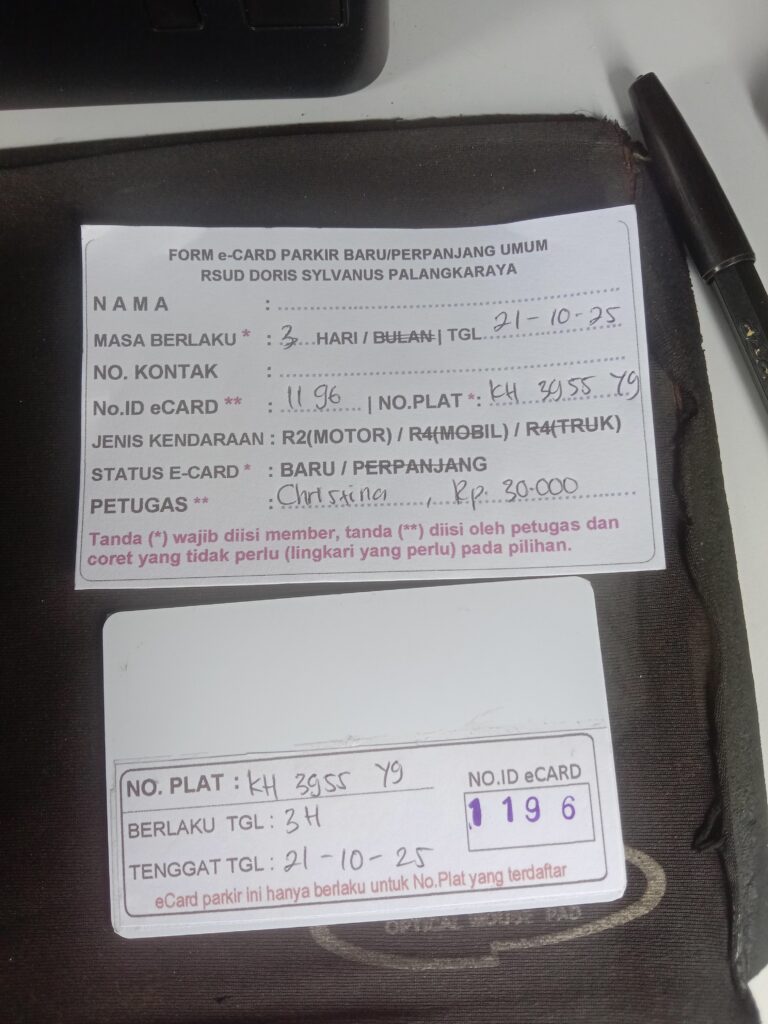 FORM e-CARD PARKIR BARU/PERPANJANG UMUM
RSUD DORIS SYLVANUS PALANGKARAYA
NAMA :
MASA BERLAKU * : 3 HARI / BULAN | TGL 21-10-25
NO. KONTAK :
No.ID eCARD ** : 1196 | NO.PLAT *: KH 3955 YG
JENIS KENDARAAN : R2(MOTOR) / R4(MOBIL) / R4(TRUK)
STATUS E-CARD * : BARU / PERPANJANG
PETUGAS ** : Christina, Rp. 30.000
Tanda (*) wajib diisi member, tanda (**) diisi oleh petugas dan
coret yang tidak perlu (lingkari yang perlu) pada pilihan.
NO. PLAT : KH 3955 YG
NO.ID eCARD
1196
BERLAKU TGL : 3H
TENGGAT TGL : 21-10-25
eCard parkir ini hanya berlaku untuk No.Plat yang terdaftar
OPTICAL MOUSE PAD